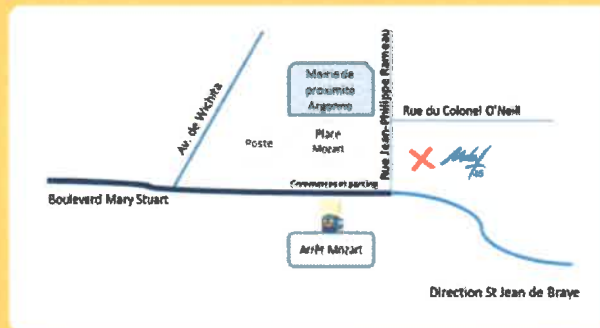 Mairie de
proximité
Argonne
Av. de Wichita
Rue Jean-Philippe Rameau
Rue du Colonel O'Neill
Poste
Place
Mozart
Commerces et parking
Boulevard Mary Stuart
Arrêt Mozart
Direction St Jean de Braye